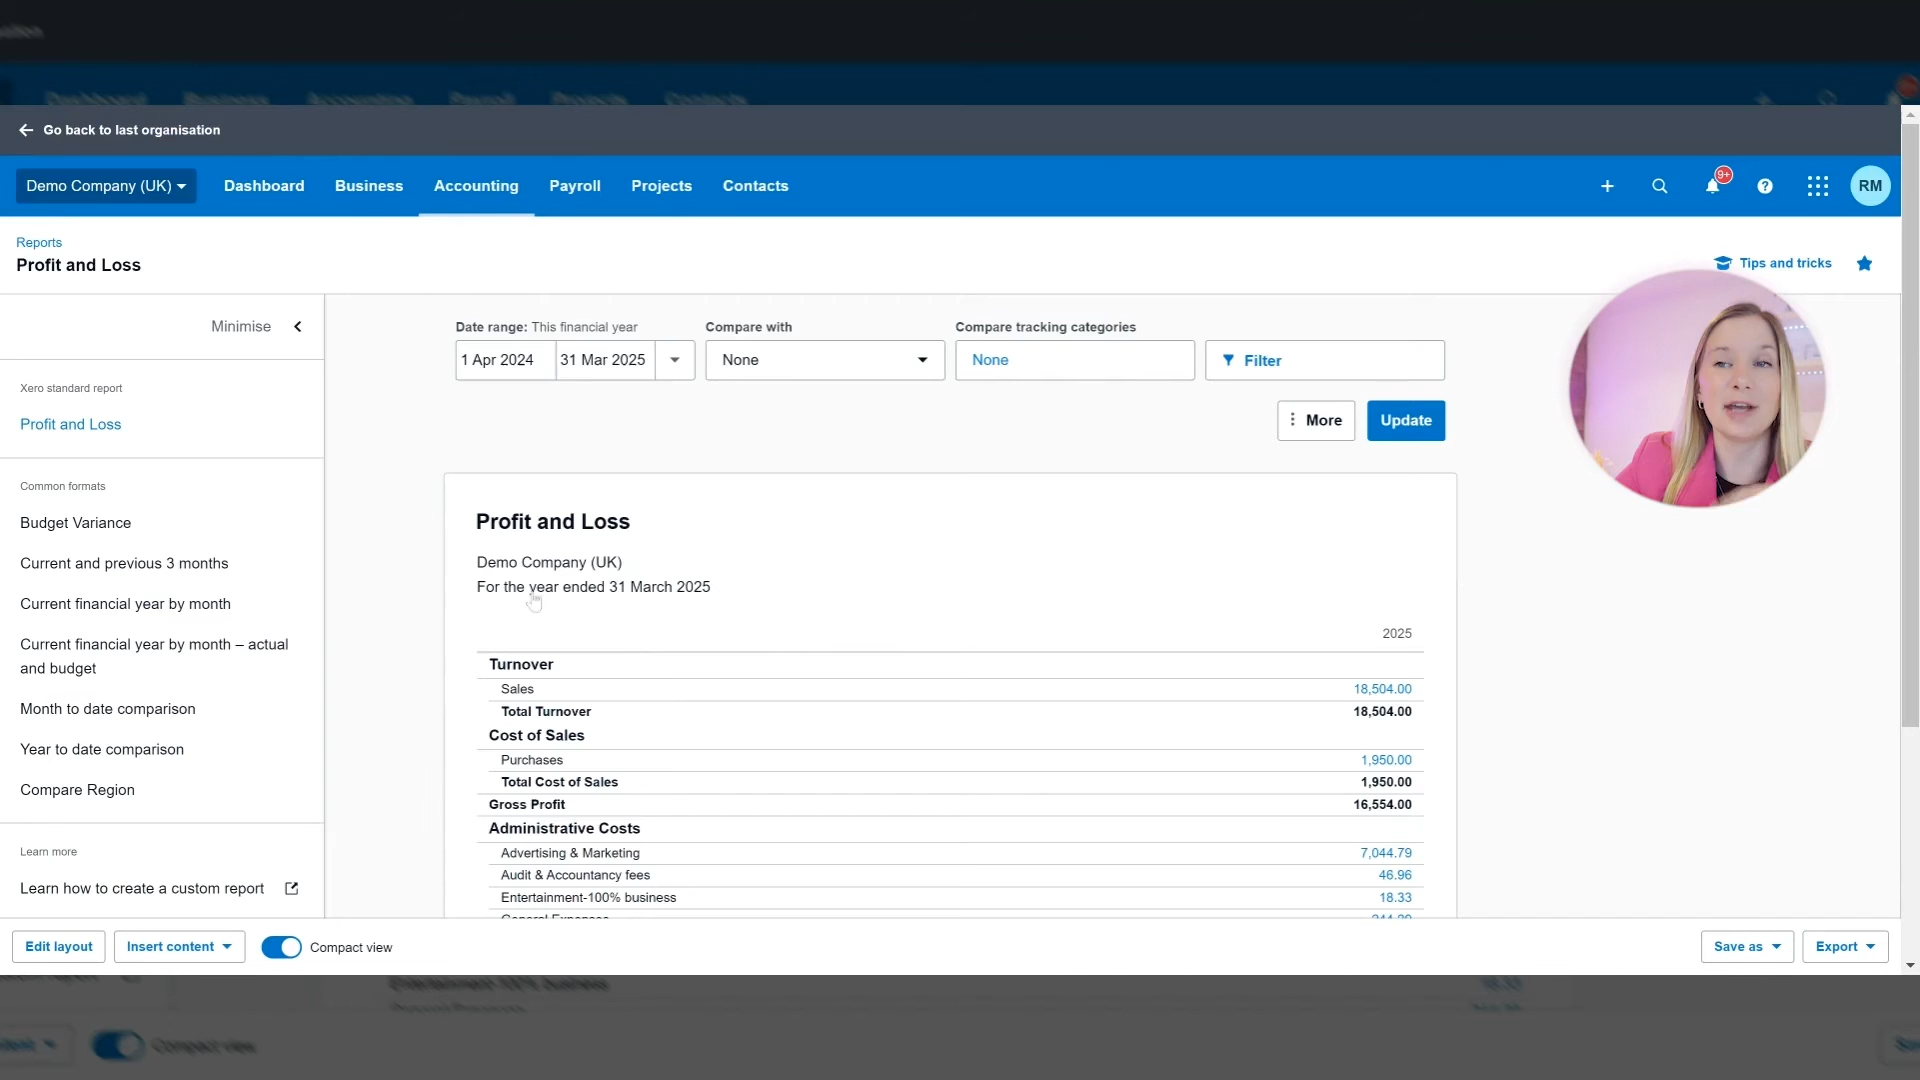 Go back to last organisation
Demo Company (UK)
Dashboard
Business
Accounting
Payroll
Projects
Contacts
9+
RM
Reports
Profit and Loss
Tips and tricks
Minimise
Xero standard report
Profit and Loss
Common formats
Budget Variance
Current and previous 3 months
Current financial year by month
Current financial year by month – actual
and budget
Month to date comparison
Year to date comparison
Compare Region
Learn more
Learn how to create a custom report
Date range: This financial year
1 Apr 2024
31 Mar 2025
Compare with
None
Compare tracking categories
None
Filter
More
Update
Profit and Loss
Demo Company (UK)
For the year ended 31 March 2025
2025
Turnover
Sales 18,504.00
Total Turnover 18,504.00
Cost of Sales
Purchases 1,950.00
Total Cost of Sales 1,950.00
Gross Profit 16,554.00
Administrative Costs
Advertising & Marketing 7,044.79
Audit & Accountancy fees 46.96
Entertainment-100% business 18.33
General Expenses
Edit layout
Insert content
Compact view
Save as
Export
Compact view